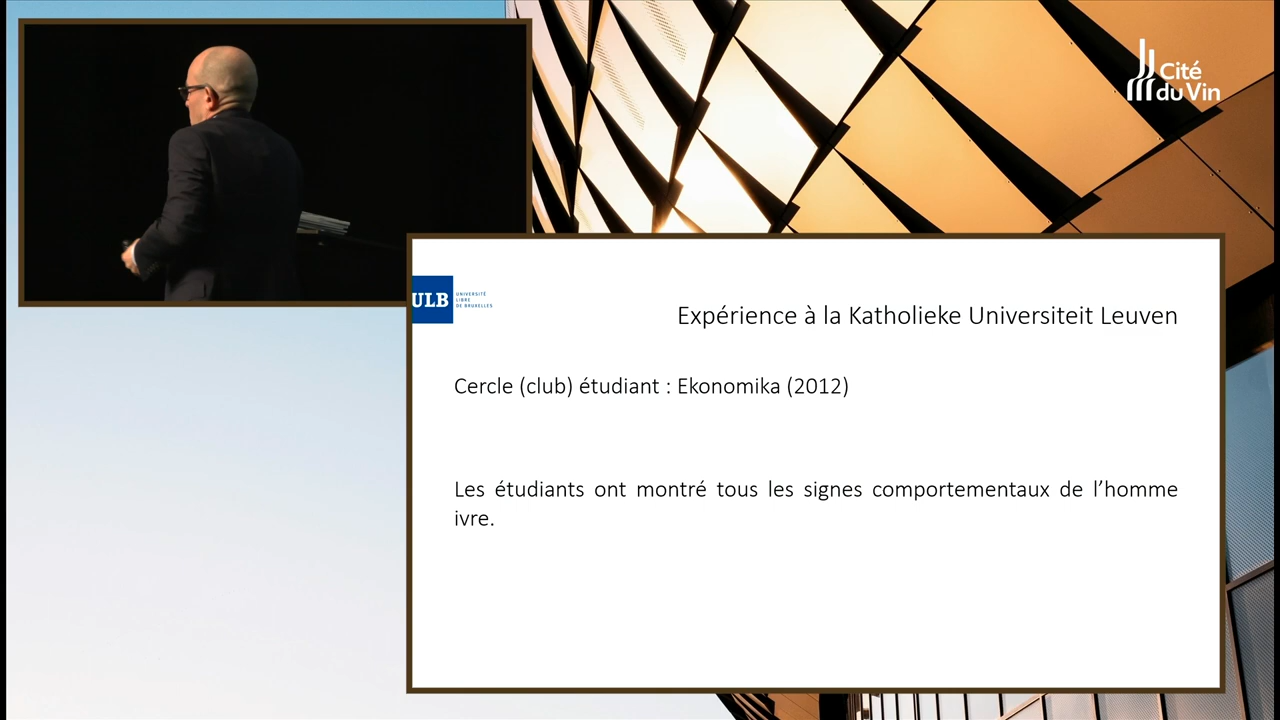 Cité
du Vin
ULB
UNIVERSITÉ
LIBRE
DE BRUXELLES
Expérience à la Katholieke Universiteit Leuven
Cercle (club) étudiant : Ekonomika (2012)
Les étudiants ont montré tous les signes comportementaux de l’homme
ivre.